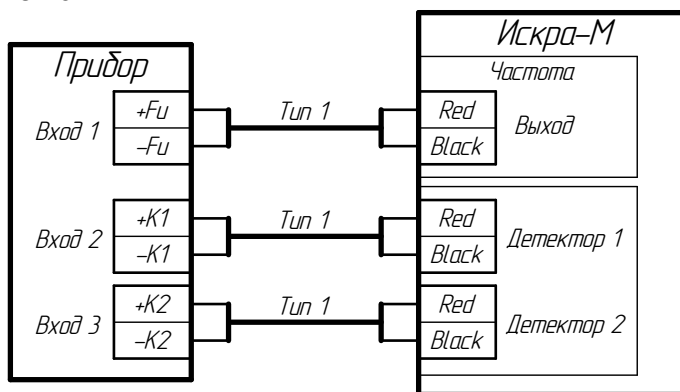 Искра-М
Прибор
Частота
Вход 1
+Fu
-Fu
Тип 1
Red
Black
Выход
Вход 2
+K1
-K1
Тип 1
Red
Black
Детектор 1
Вход 3
+K2
-K2
Тип 1
Red
Black
Детектор 2